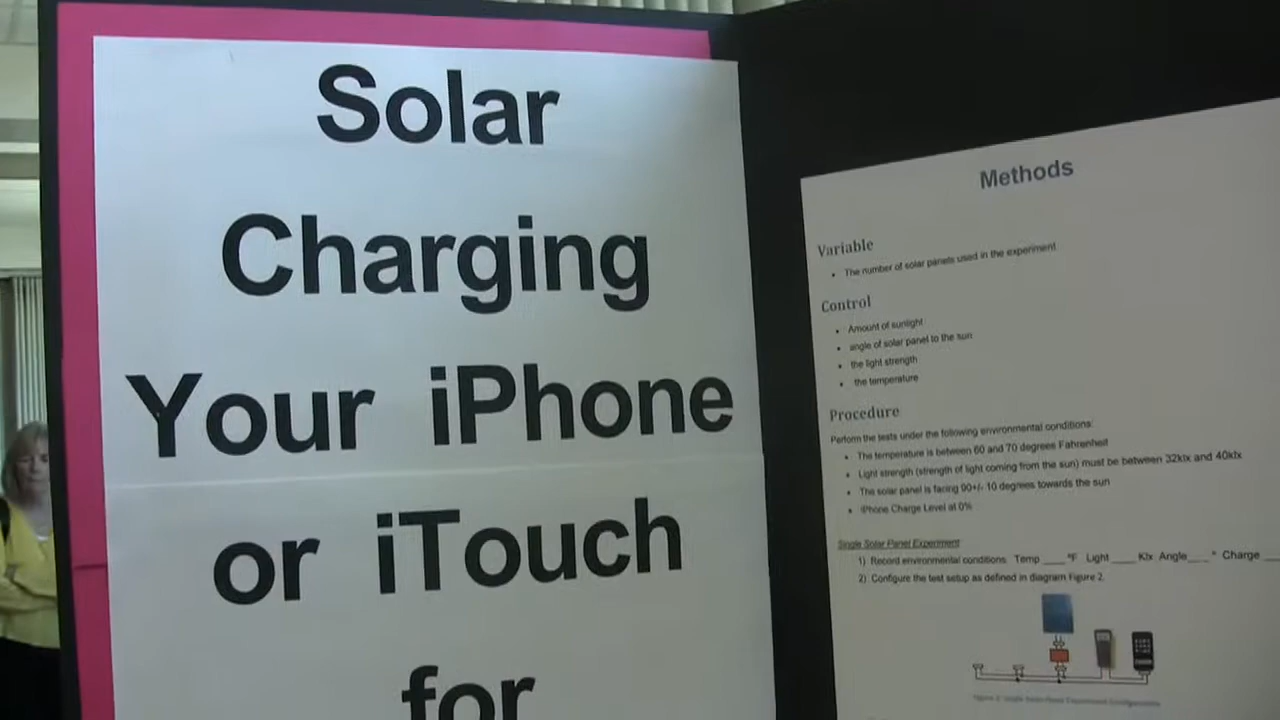 Solar
Charging
Your iPhone
or iTouch
for
Methods
Variable
• The number of solar panels used in the experiment
Control
• Amount of sunlight
• angle of solar panel to the sun
• the light strength
• the temperature
Procedure
Perform the tests under the following environmental conditions:
• The temperature is between 60 and 70 degrees Fahrenheit
• Light strength (strength of light coming from the sun) must be between 32klx and 40klx
• The solar panel is facing 90+/- 10 degrees towards the sun
• iPhone Charge Level at 0%
Single Solar Panel Experiment
1) Record environmental conditions Temp ____°F Light____ Klx Angle____° Charge __
2) Configure the test setup as defined in diagram Figure 2.